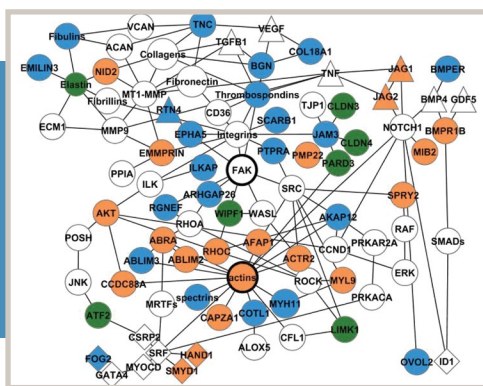 VCAN
TNC
VEGF
Fibulins
ACAN
TGFB1
COL18A1
Collagens
BGN
EMILIN3
NID2
TNF
JAG1
BMPER
Elastin
MT1-MMP
Fibronectin
Thrombospondins
JAG2
BMP4
GDF5
Fibrillins
RTN4
CD36
TJP1
CLDN3
SCARB1
ECM1
MMP9
EPHA5
Integrins
JAM3
CLDN4
NOTCH1
BMPR1B
EMMPRIN
PTPRA
PMP22
PARD3
MIB2
PPIA
ILKAP
FAK
ILK
ARHGAP26
SRC
SPRY2
AKT
RGNEF
WIPF1
WASL
AKAP12
RHOA
RAF
POSH
ABRA
RHOC
AFAP1
CCND1
PRKAR2A
SMADs
ABLIM3
ABLIM2
ACTR2
JNK
CCDC88A
actins
ROCK
MYL9
ERK
spectrins
MYH11
PRKACA
MRTFs
ATF2
CAPZA1
COTL1
LIMK1
CSRP2
CFL1
SRF
HAND1
ALOX5
FOG2
MYOCD
SMYD1
OVOL2
ID1
GATA4